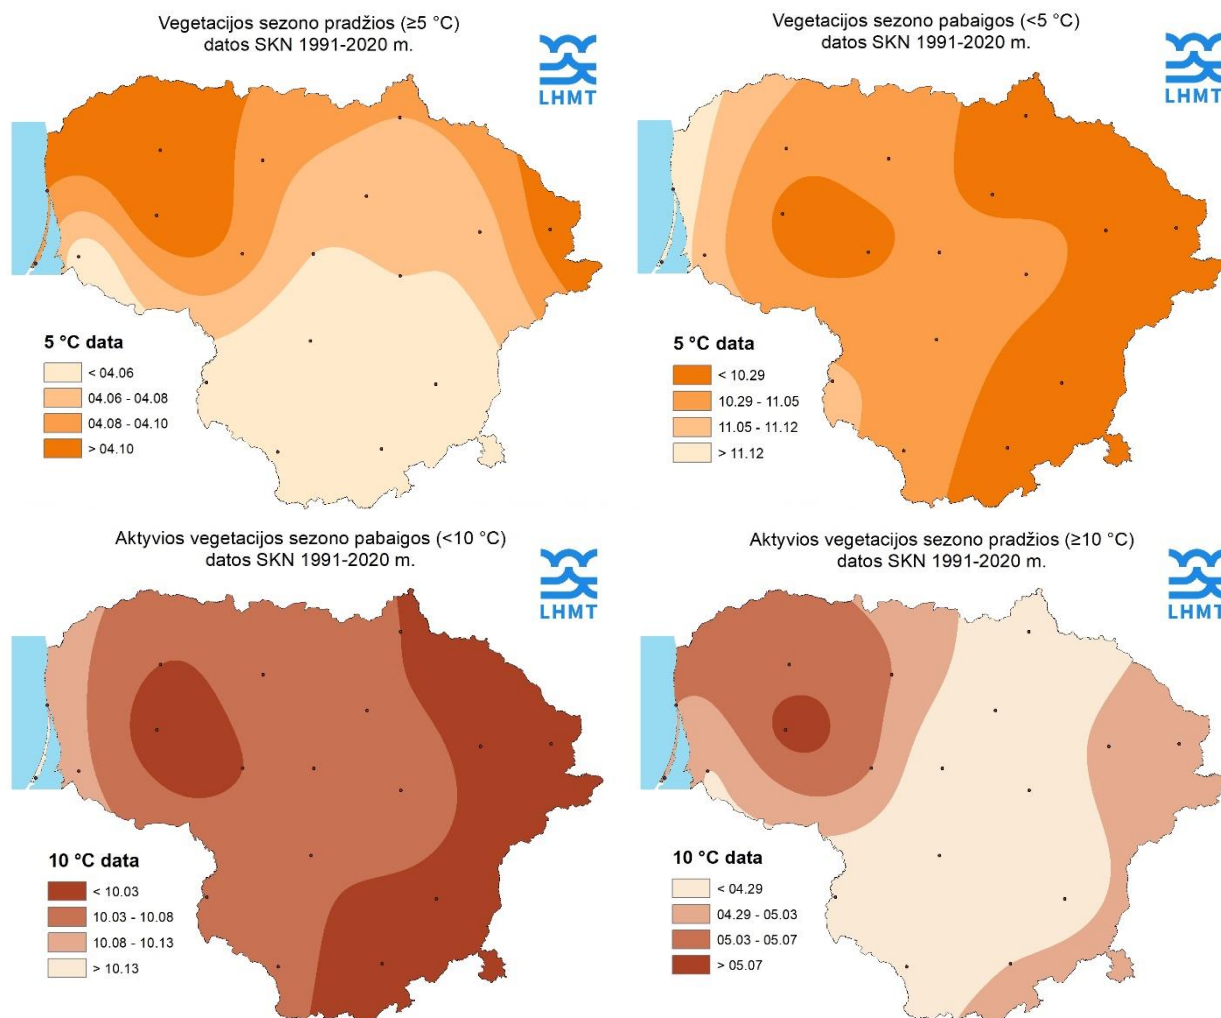 Vegetacijos sezono pradžios (≥5 °C)
datos SKN 1991-2020 m.
LHMT
5 °C data
< 04.06
04.06 - 04.08
04.08 - 04.10
> 04.10
Vegetacijos sezono pabaigos (<5 °C)
datos SKN 1991-2020 m.
LHMT
5 °C data
< 10.29
10.29 - 11.05
11.05 - 11.12
> 11.12
Aktyvios vegetacijos sezono pabaigos (<10 °C)
datos SKN 1991-2020 m.
LHMT
10 °C data
< 10.03
10.03 - 10.08
10.08 - 10.13
> 10.13
Aktyvios vegetacijos sezono pradžios (≥10 °C)
datos SKN 1991-2020 m.
LHMT
10 °C data
< 04.29
04.29 - 05.03
05.03 - 05.07
> 05.07